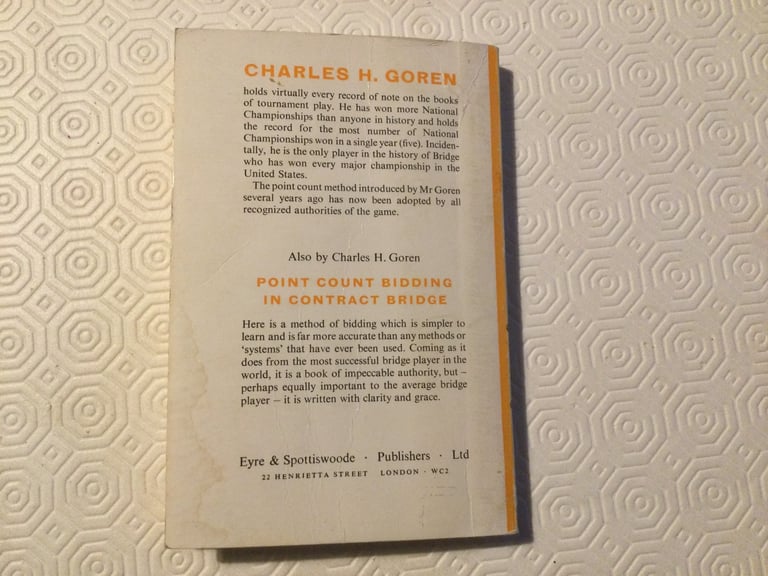 CHARLES H. GOREN
holds virtually every record of note on the books
of tournament play. He has won more National
Championships than anyone in history and holds
the record for the most number of National
Championships won in a single year (five). Inciden-
tally, he is the only player in the history of Bridge
who has won every major championship in the
United States.
The point count method introduced by Mr Goren
several years ago has now been adopted by all
recognized authorities of the game.
Also by Charles H. Goren
POINT COUNT BIDDING
IN CONTRACT BRIDGE
Here is a method of bidding which is simpler to
learn and is far more accurate than any methods or
'systems' that have ever been used. Coming as it
does from the most successful bridge player in the
world, it is a book of impeccable authority, but –
perhaps equally important to the average bridge
player – it is written with clarity and grace.
Eyre & Spottiswoode · Publishers · Ltd
22 HENRIETTA STREET LONDON · WC2